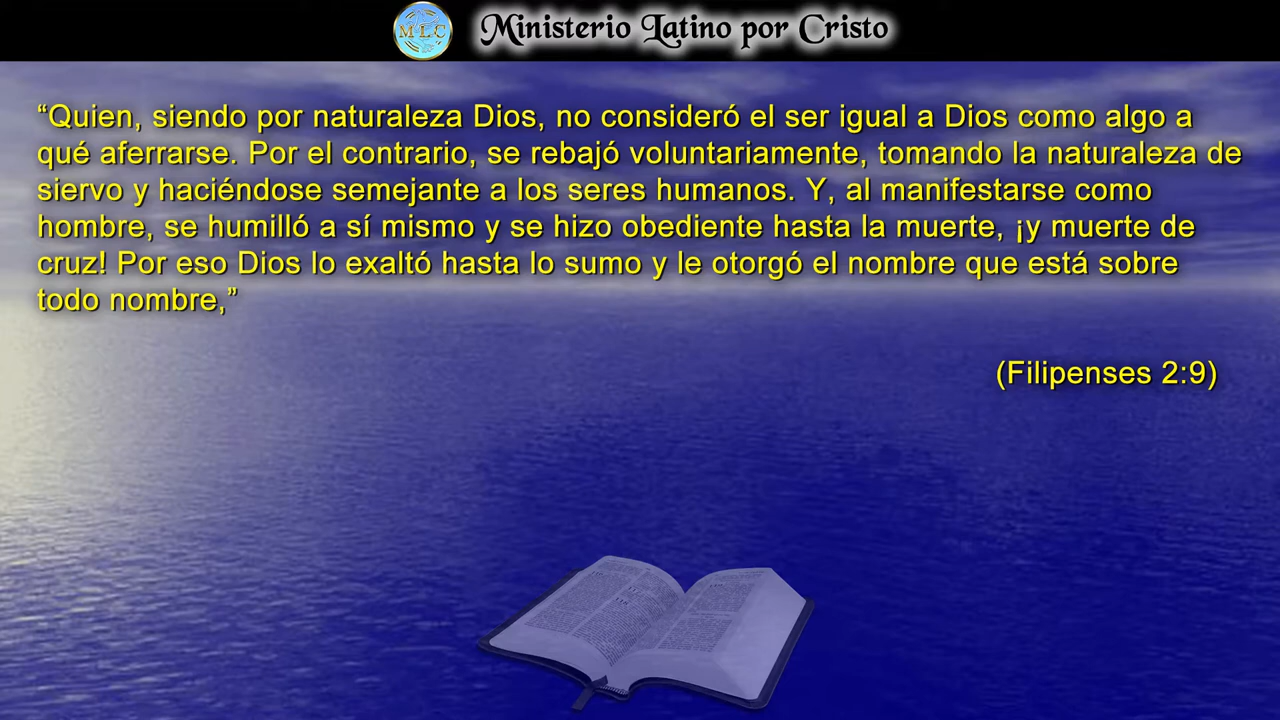 MLC
Ministerio Latino por Cristo
“Quien, siendo por naturaleza Dios, no consideró el ser igual a Dios como algo a
qué aferrarse. Por el contrario, se rebajó voluntariamente, tomando la naturaleza de
siervo y haciéndose semejante a los seres humanos. Y, al manifestarse como
hombre, se humilló a sí mismo y se hizo obediente hasta la muerte, ¡y muerte de
cruz! Por eso Dios lo exaltó hasta lo sumo y le otorgó el nombre que está sobre
todo nombre,”
(Filipenses 2:9)